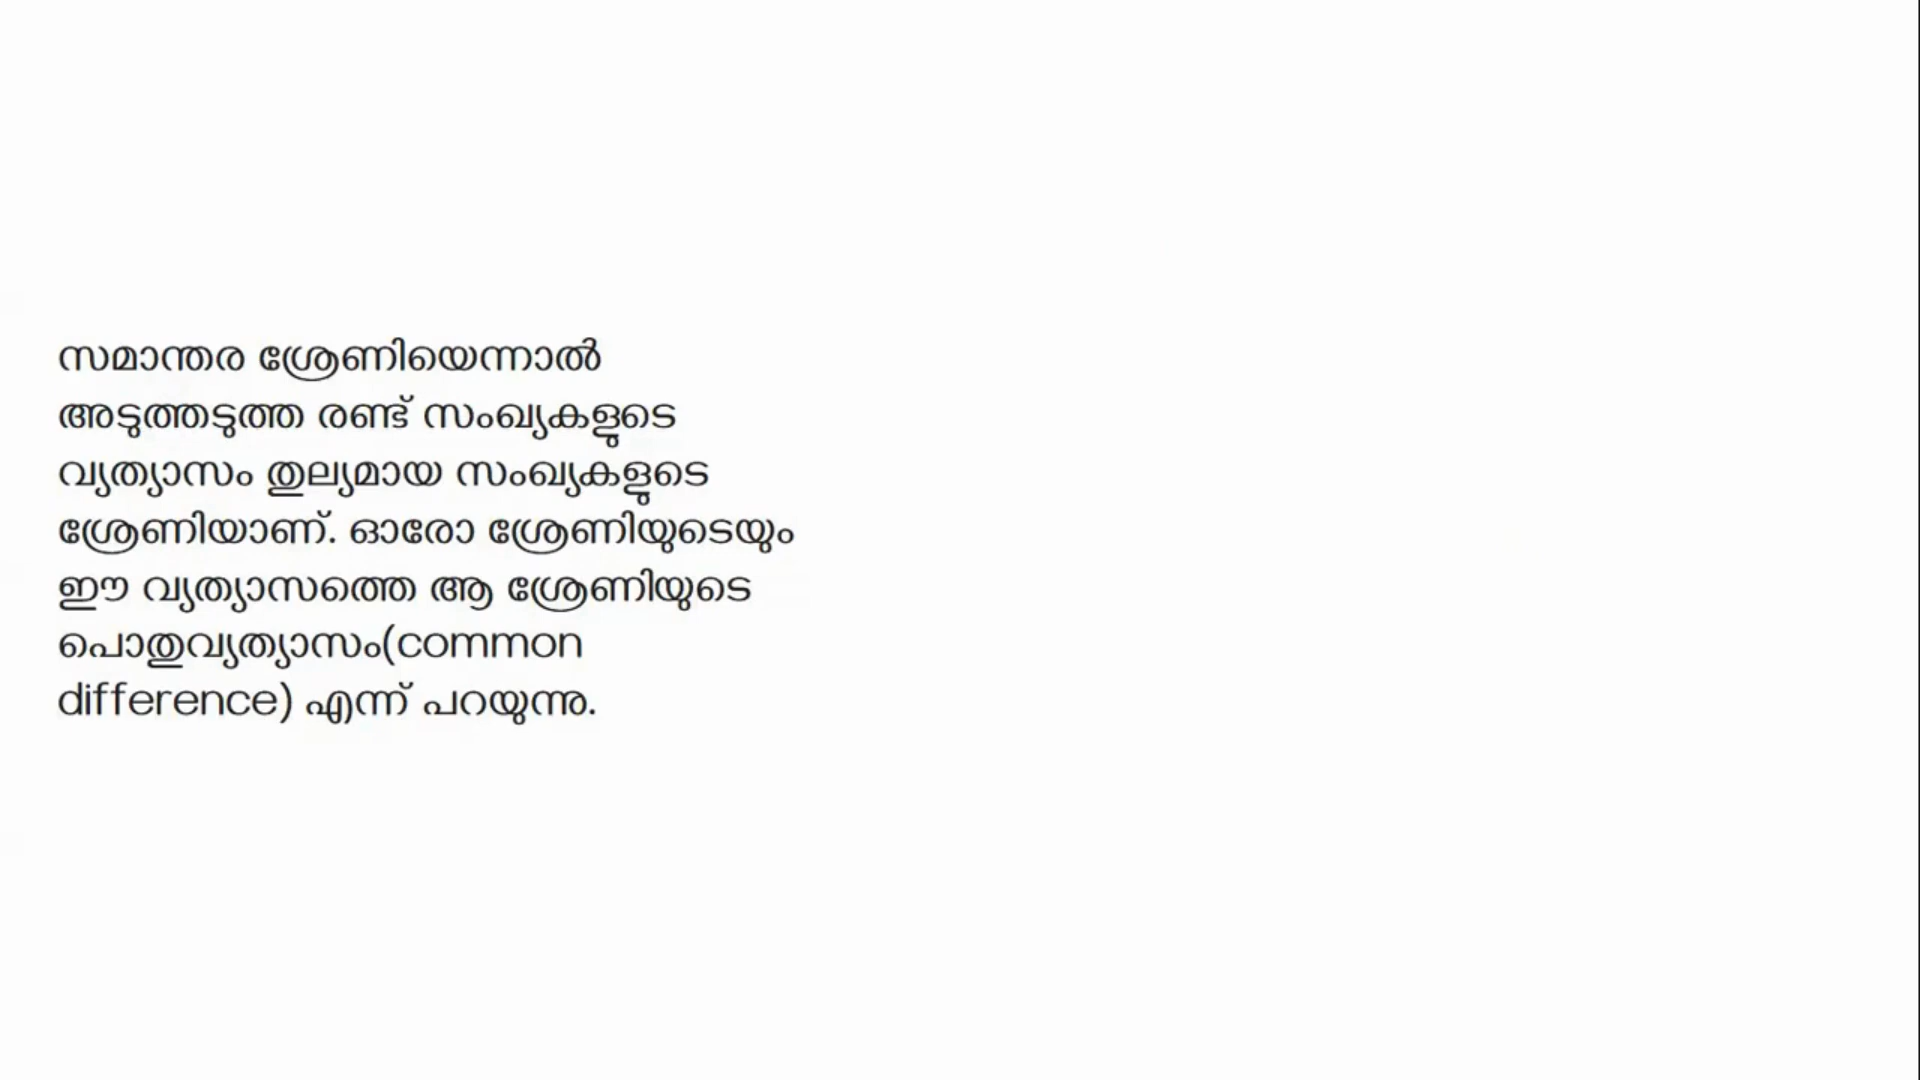 സമാന്തര ശ്രേണിയെന്നാൽ
അടുത്തടുത്ത രണ്ട് സംഖ്യകളുടെ
വ്യത്യാസം തുല്യമായ സംഖ്യകളുടെ
ശ്രേണിയാണ്. ഓരോ ശ്രേണിയുടെയും
ഈ വ്യത്യാസത്തെ ആ ശ്രേണിയുടെ
പൊതുവ്യത്യാസം(common
difference) എന്ന് പറയുന്നു.